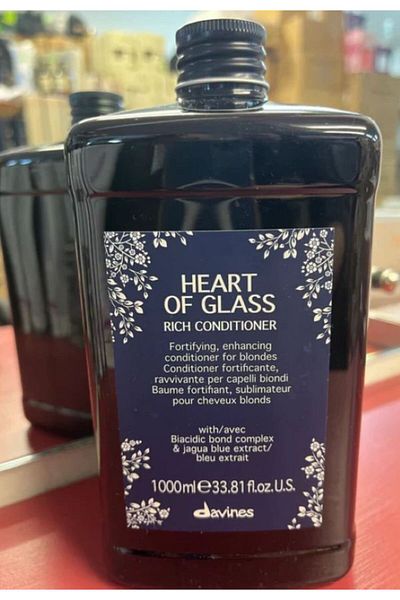 HEART
OF GLASS
RICH CONDITIONER
Fortifying, enhancing
conditioner for blondes
Conditioner fortificante,
ravvivante per capelli biondi
Baume fortifiant, sublimateur
pour cheveux blonds
with/avec
Biacidic bond complex
& jagua blue extract/
bleu extrait
1000ml℮33.81 fl.oz.U.S.
davines